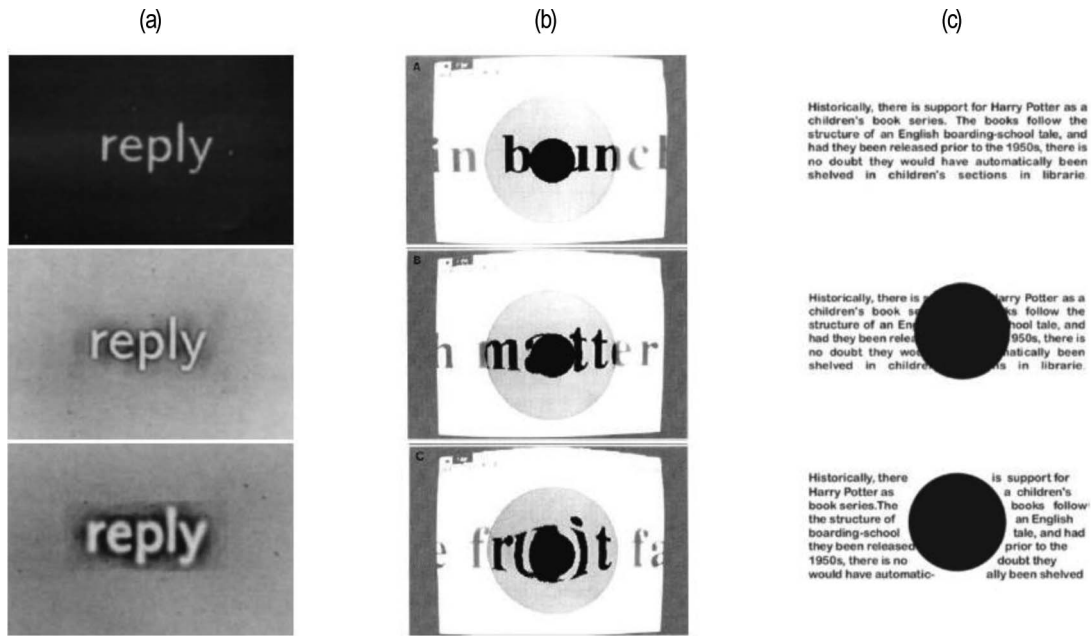 (a)
(b)
(c)
reply
reply
reply
A
in bounc
B
matter
C
fruit fa
Historically, there is support for Harry Potter as a
children's book series. The books follow the
structure of an English boarding-school tale, and
had they been released prior to the 1950s, there is
no doubt they would have automatically been
shelved in children's sections in librarie
Historically, there is arry Potter as a
children's book se ks follow the
structure of an Eng hool tale, and
had they been relea 950s, there is
no doubt they wou matically been
shelved in childre ns in librarie
Historically, there is support for
Harry Potter as a children's
book series.The books follow
the structure of an English
boarding-school tale, and had
they been released prior to the
1950s, there is no doubt they
would have automatic- ally been shelved